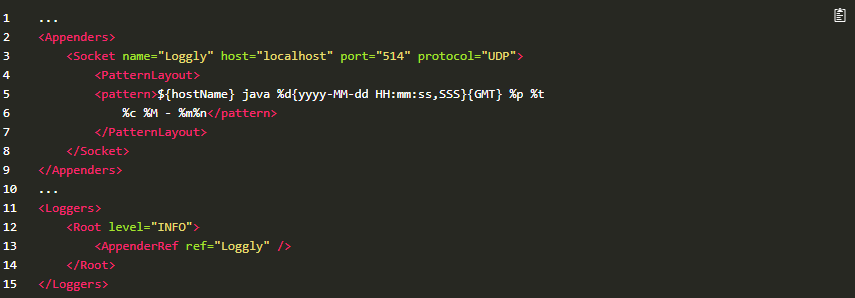 1 ...
2 <Appenders>
3 <Socket name="Loggly" host="localhost" port="514" protocol="UDP">
4 <PatternLayout>
5 <pattern>${hostName} java %d{yyyy-MM-dd HH:mm:ss,SSS}{GMT} %p %t
6 %c %M - %m%n</pattern>
7 </PatternLayout>
8 </Socket>
9 </Appenders>
10 ...
11 <Loggers>
12 <Root level="INFO">
13 <AppenderRef ref="Loggly" />
14 </Root>
15 </Loggers>